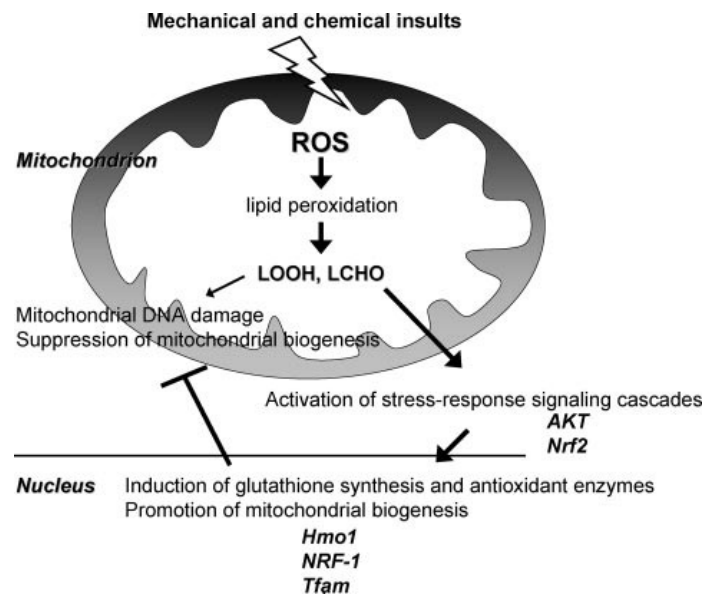 Mechanical and chemical insults
ROS
Mitochondrion
lipid peroxidation
LOOH, LCHO
Mitochondrial DNA damage
Suppression of mitochondrial biogenesis
Activation of stress-response signaling cascades
AKT
Nrf2
Nucleus Induction of glutathione synthesis and antioxidant enzymes
Promotion of mitochondrial biogenesis
Hmo1
NRF-1
Tfam